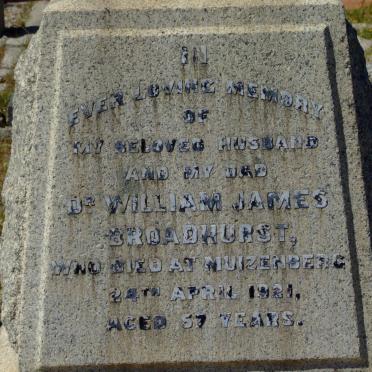 IN
EVER LOVING MEMORY
OF
MY BELOVED HUSBAND
AND MY DAD
DR WILLIAM JAMES
BROADHURST,
WHO DIED AT MUIZENBERG
28TH APRIL 1921,
AGED 57 YEARS.